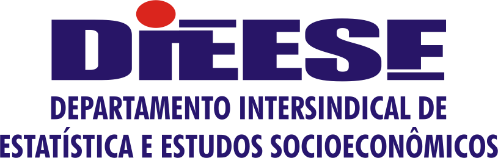 DIEESE
DEPARTAMENTO INTERSINDICAL DE
ESTATÍSTICA E ESTUDOS SOCIOECONÔMICOS